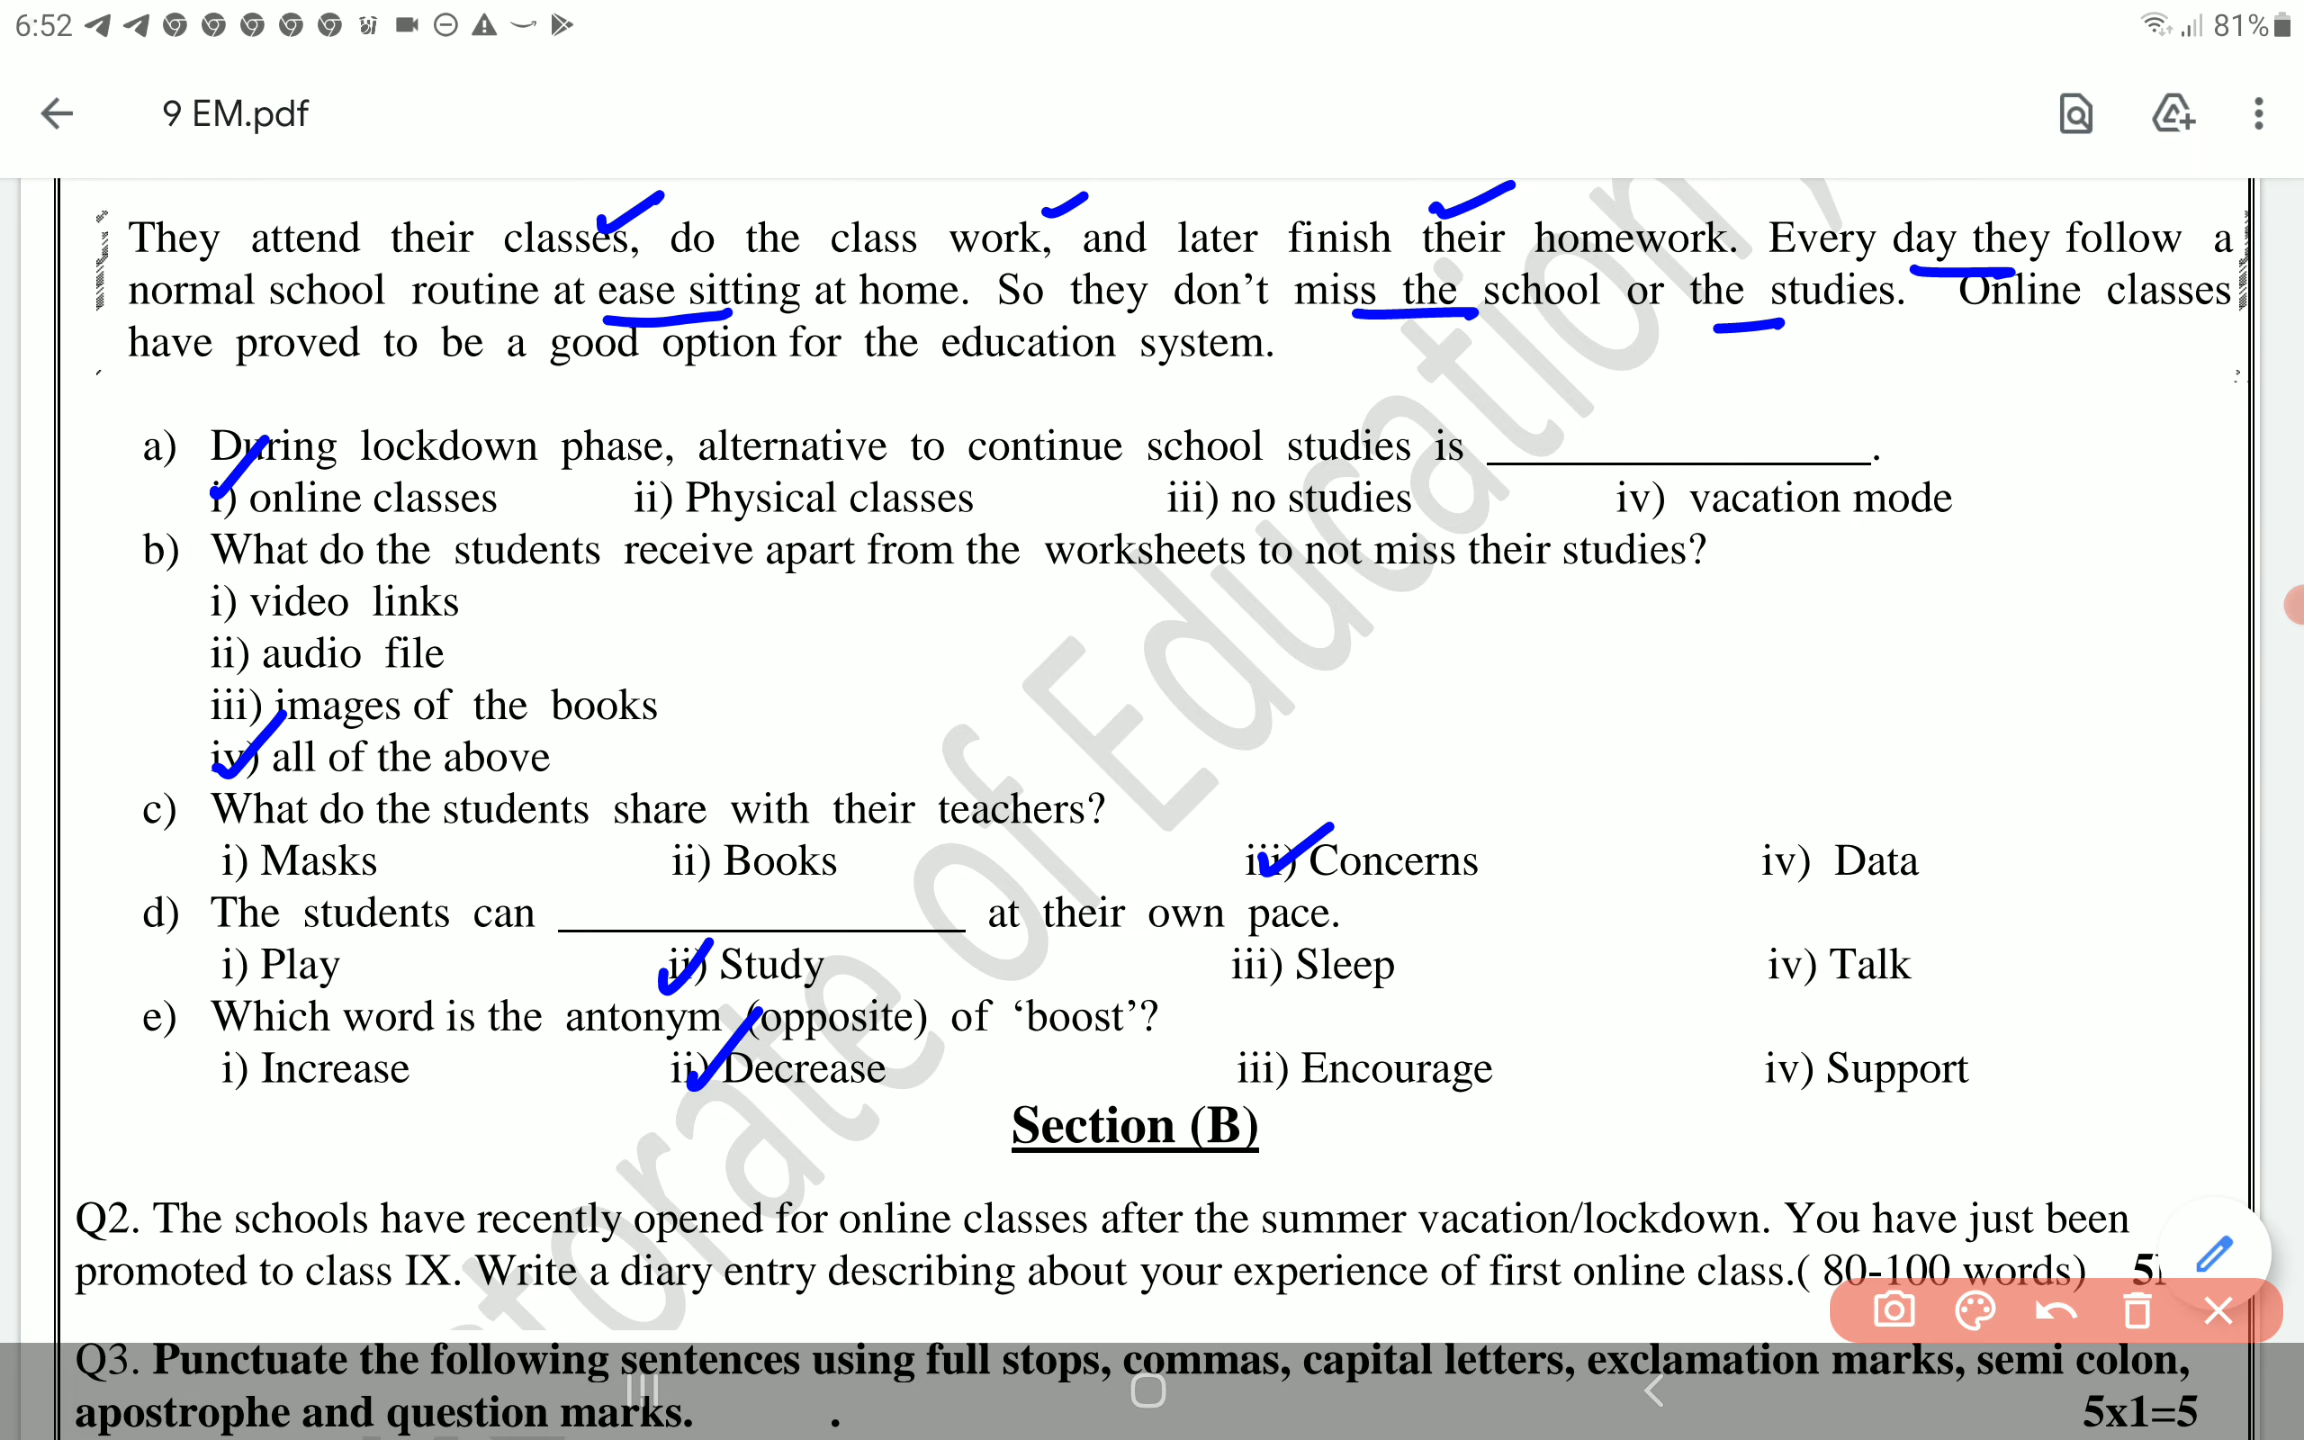 6:52
81%
9 EM.pdf
They attend their classes, do the class work, and later finish their homework. Every day they follow a
normal school routine at ease sitting at home. So they don't miss the school or the studies. Online classes
have proved to be a good option for the education system.
a) During lockdown phase, alternative to continue school studies is ________________.
i) online classes ii) Physical classes iii) no studies iv) vacation mode
b) What do the students receive apart from the worksheets to not miss their studies?
i) video links
ii) audio file
iii) images of the books
iv) all of the above
c) What do the students share with their teachers?
i) Masks ii) Books iii) Concerns iv) Data
d) The students can _________________ at their own pace.
i) Play ii) Study iii) Sleep iv) Talk
e) Which word is the antonym (opposite) of ‘boost’?
i) Increase ii) Decrease iii) Encourage iv) Support
Section (B)
Q2. The schools have recently opened for online classes after the summer vacation/lockdown. You have just been
promoted to class IX. Write a diary entry describing about your experience of first online class.( 80-100 words) 5
Q3. Punctuate the following sentences using full stops, commas, capital letters, exclamation marks, semi colon,
apostrophe and question marks. .
5x1=5
of Education